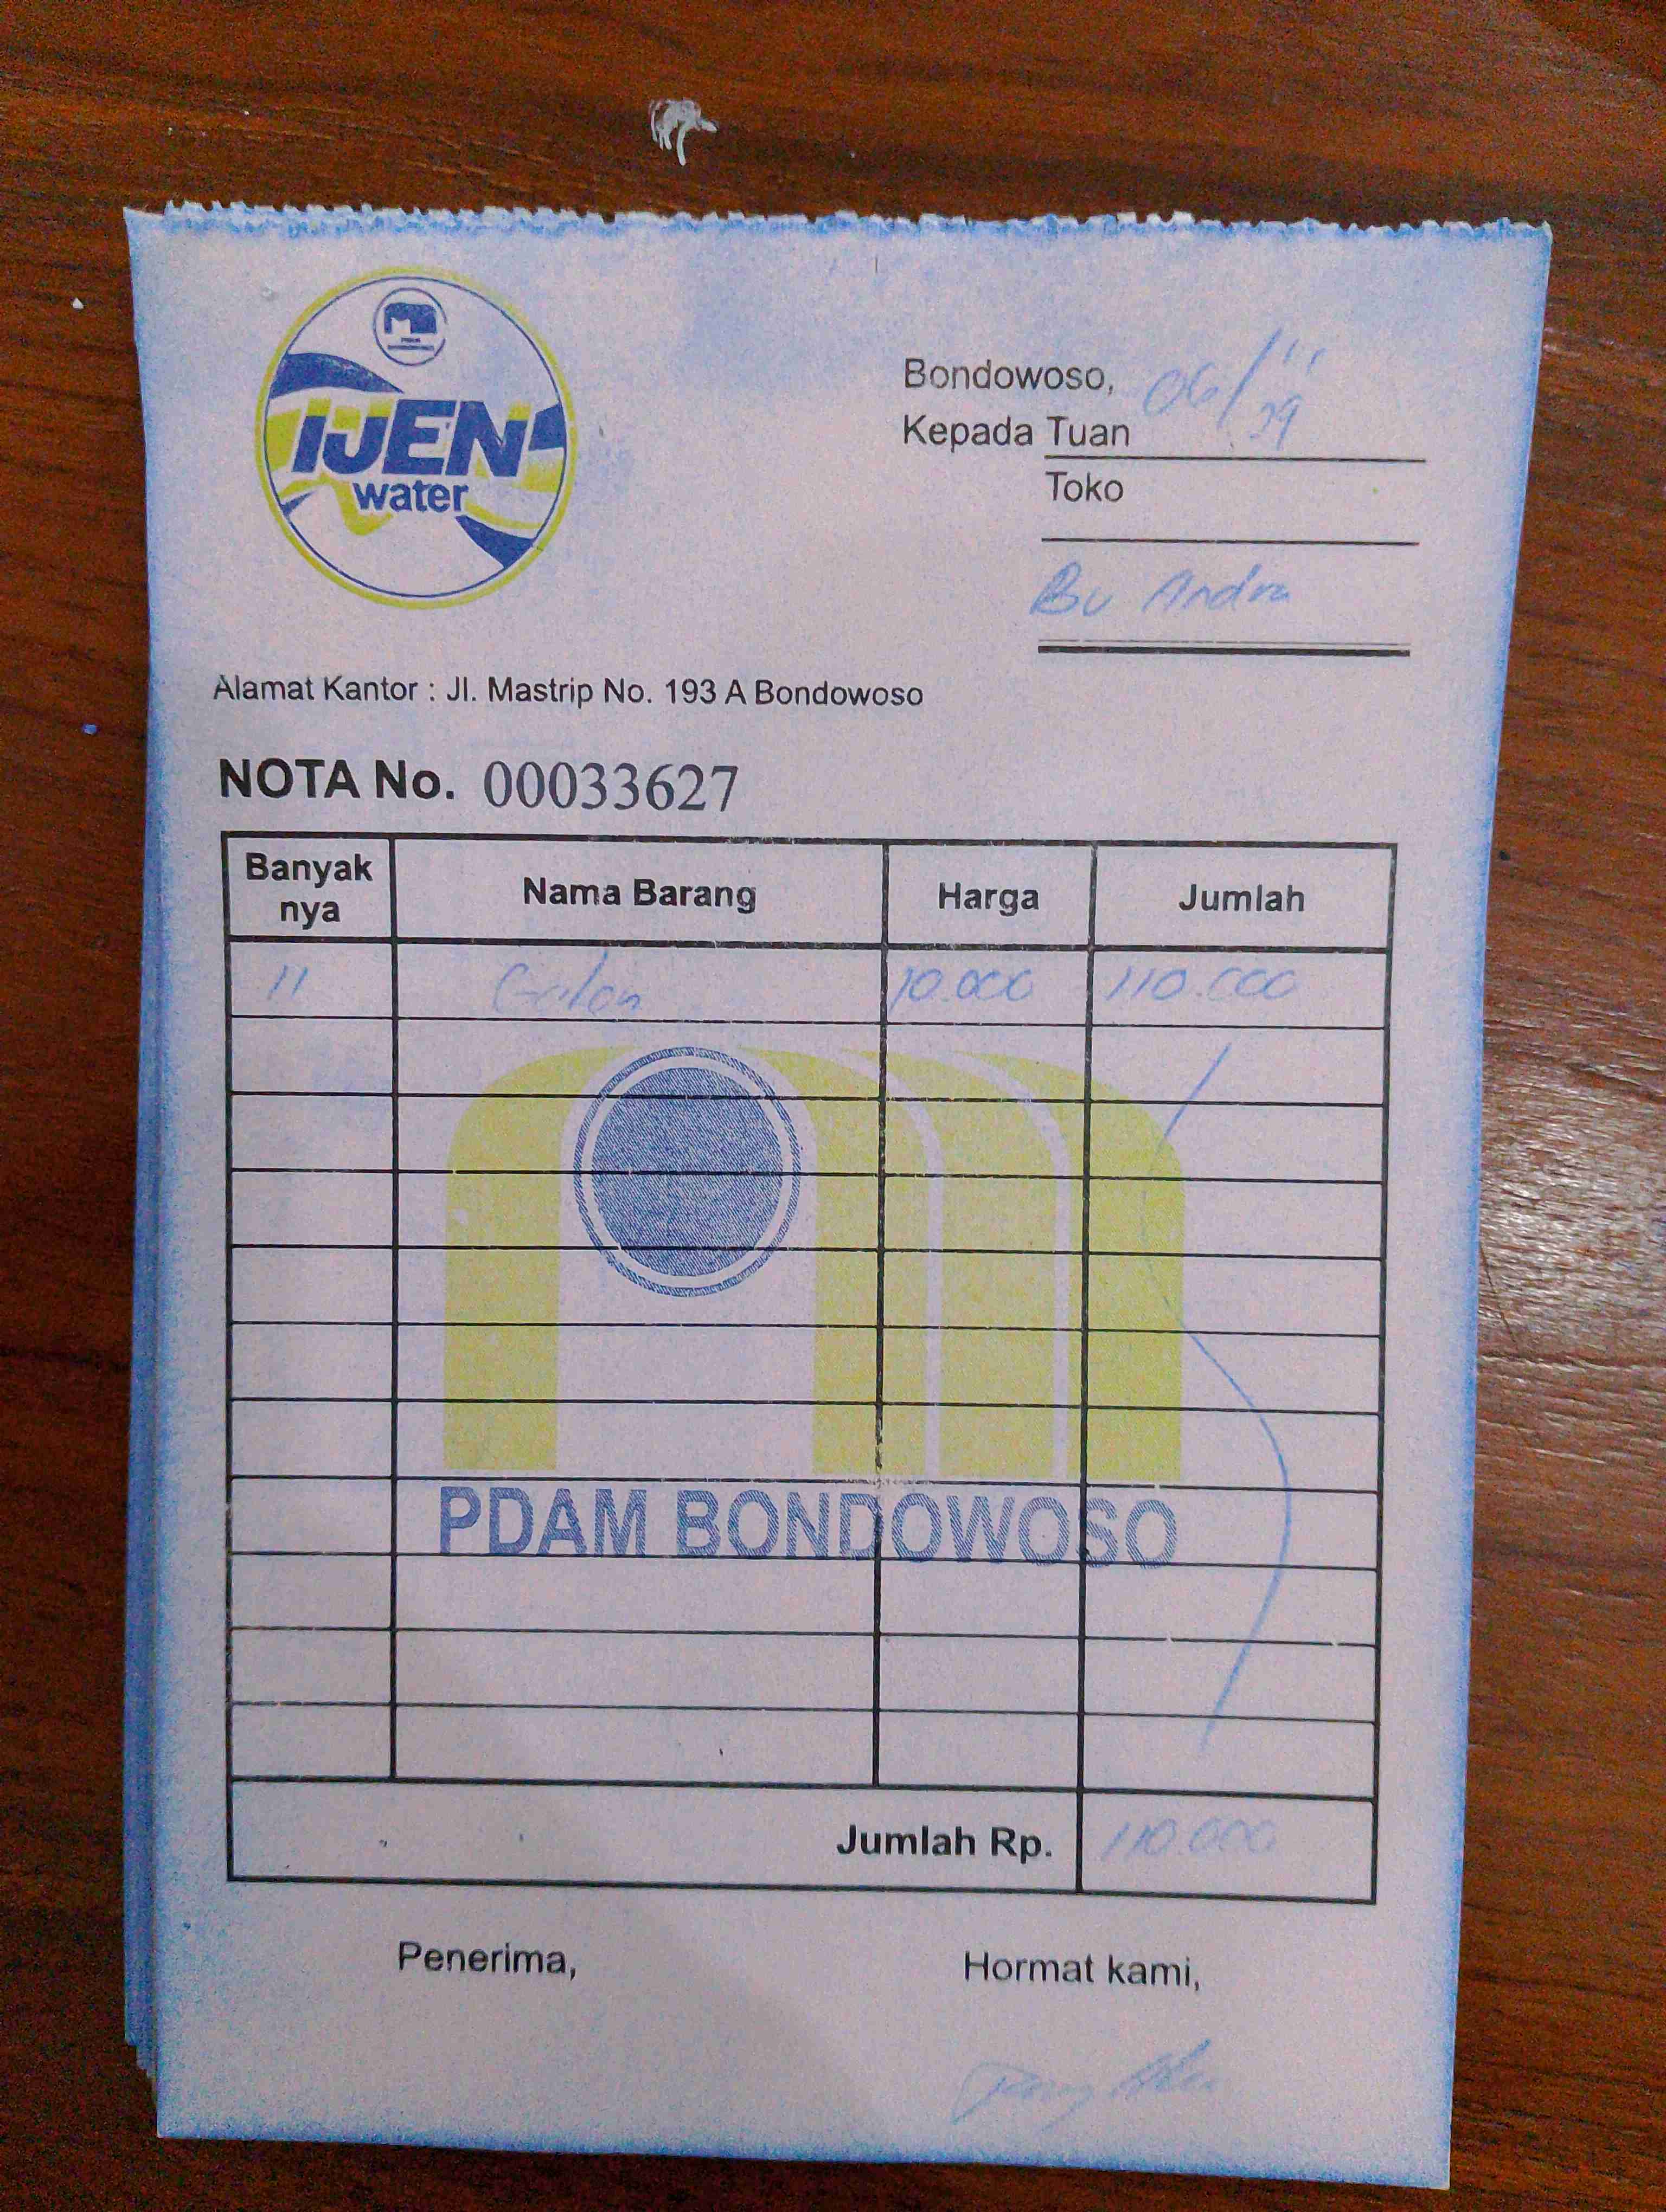 IJEN
water
Bondowoso, 06/11
Kepada Tuan
Toko
Bu Andra
Alamat Kantor : Jl. Mastrip No. 193 A Bondowoso
NOTA No. 00033627
Banyak nya Nama Barang Harga Jumlah
11 Galon 10.000 110.000
PDAM BONDOWOSO
Jumlah Rp. 110.000
Penerima, Hormat kami,